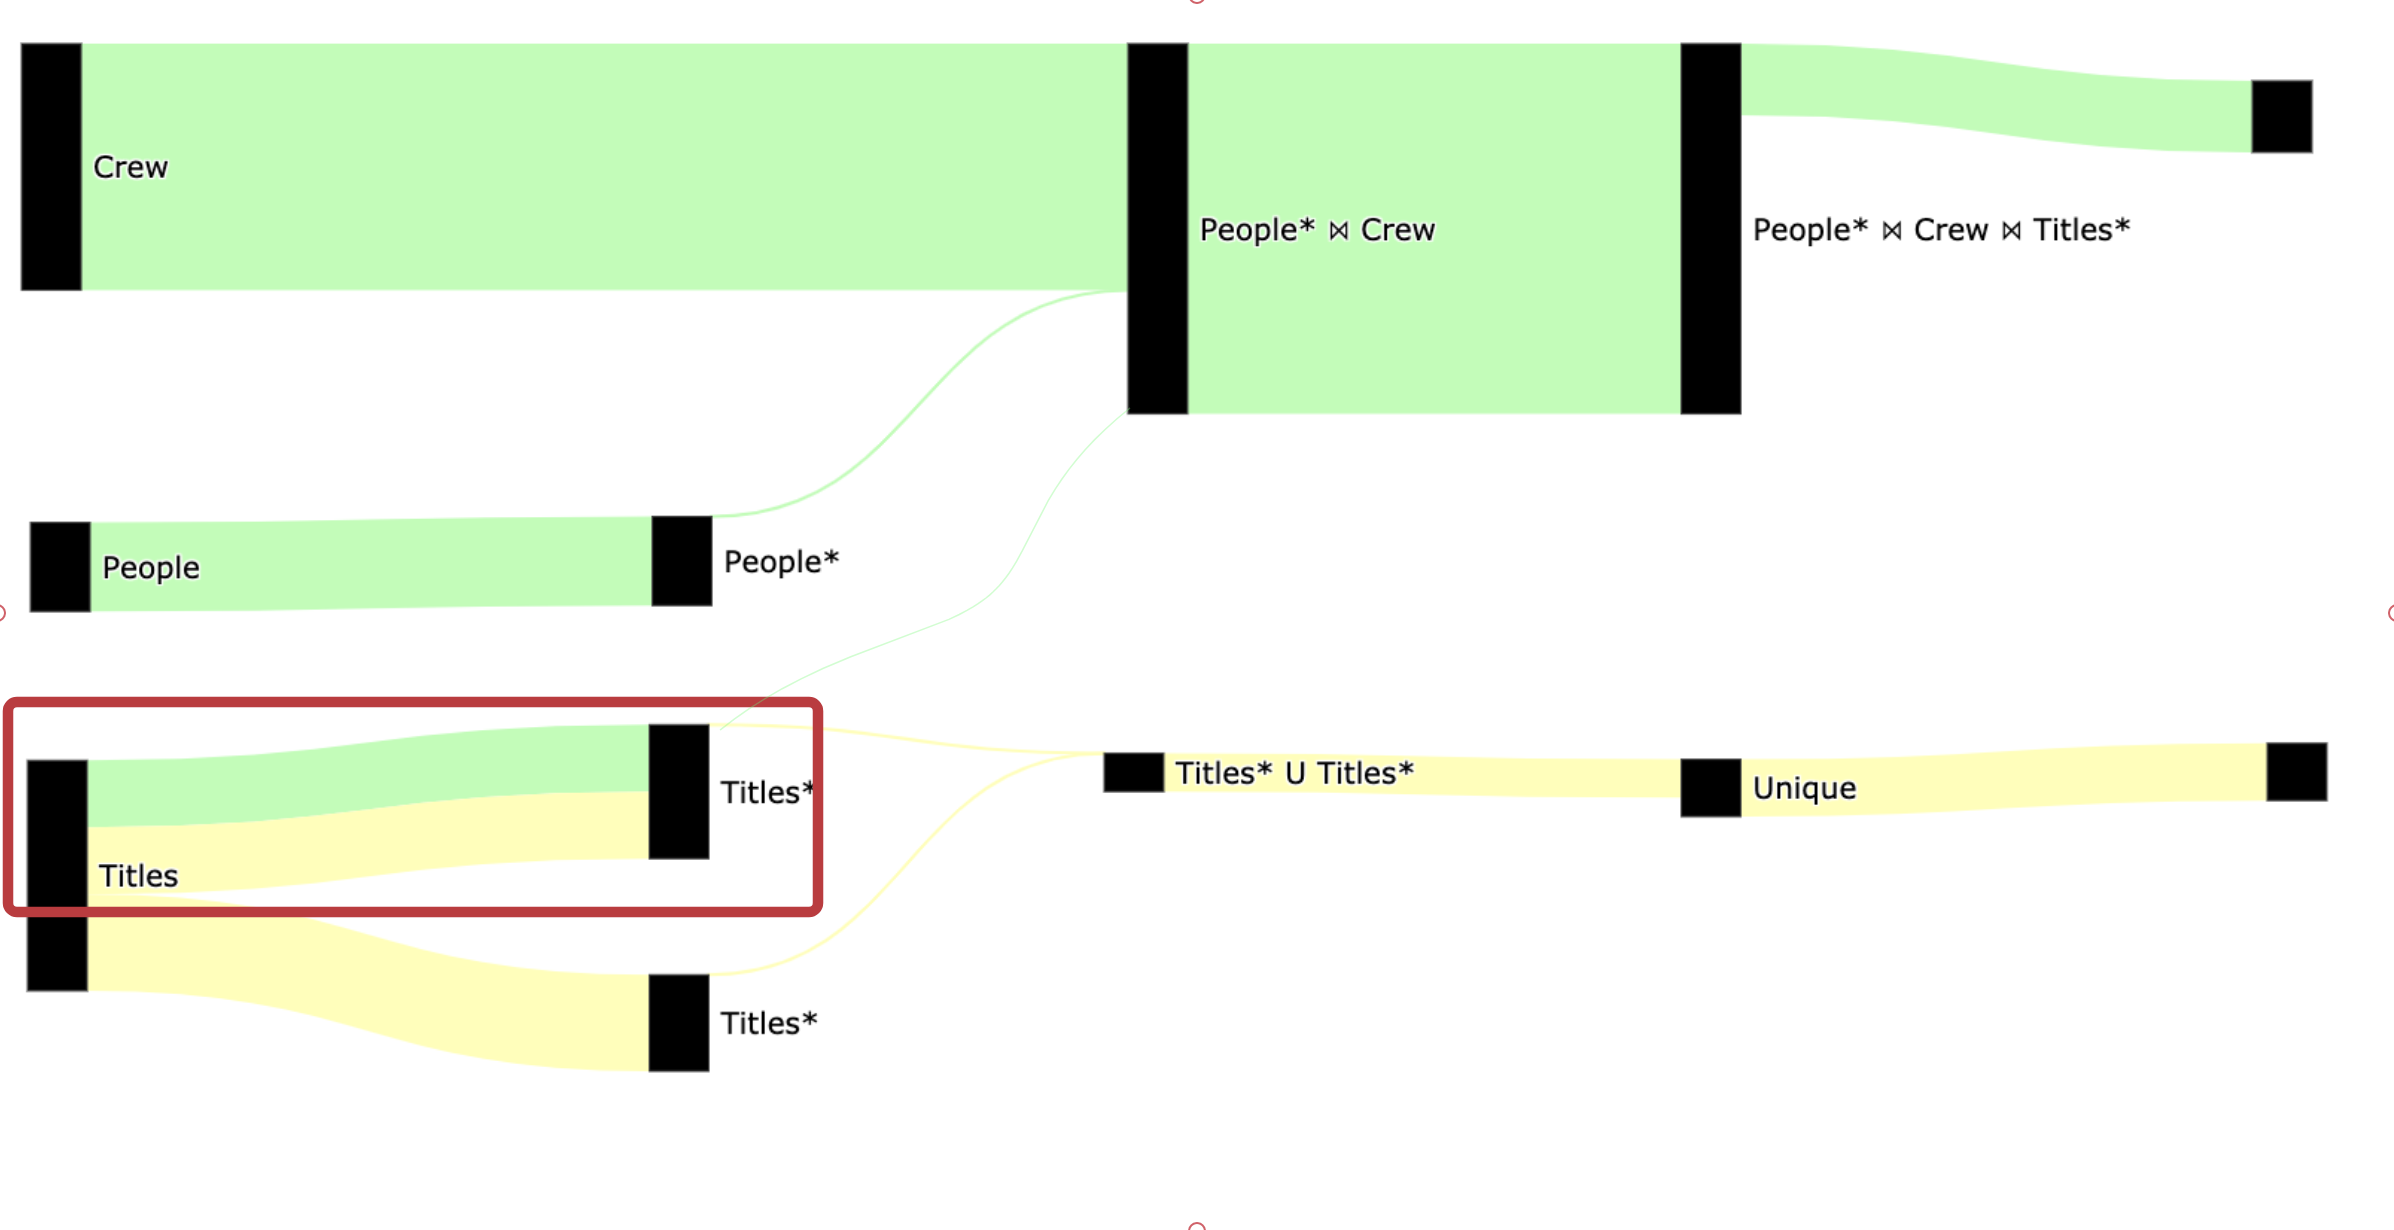 Crew
People* ⋈ Crew
People* ⋈ Crew ⋈ Titles*
People
People*
Titles*
Titles* U Titles*
Unique
Titles
Titles*